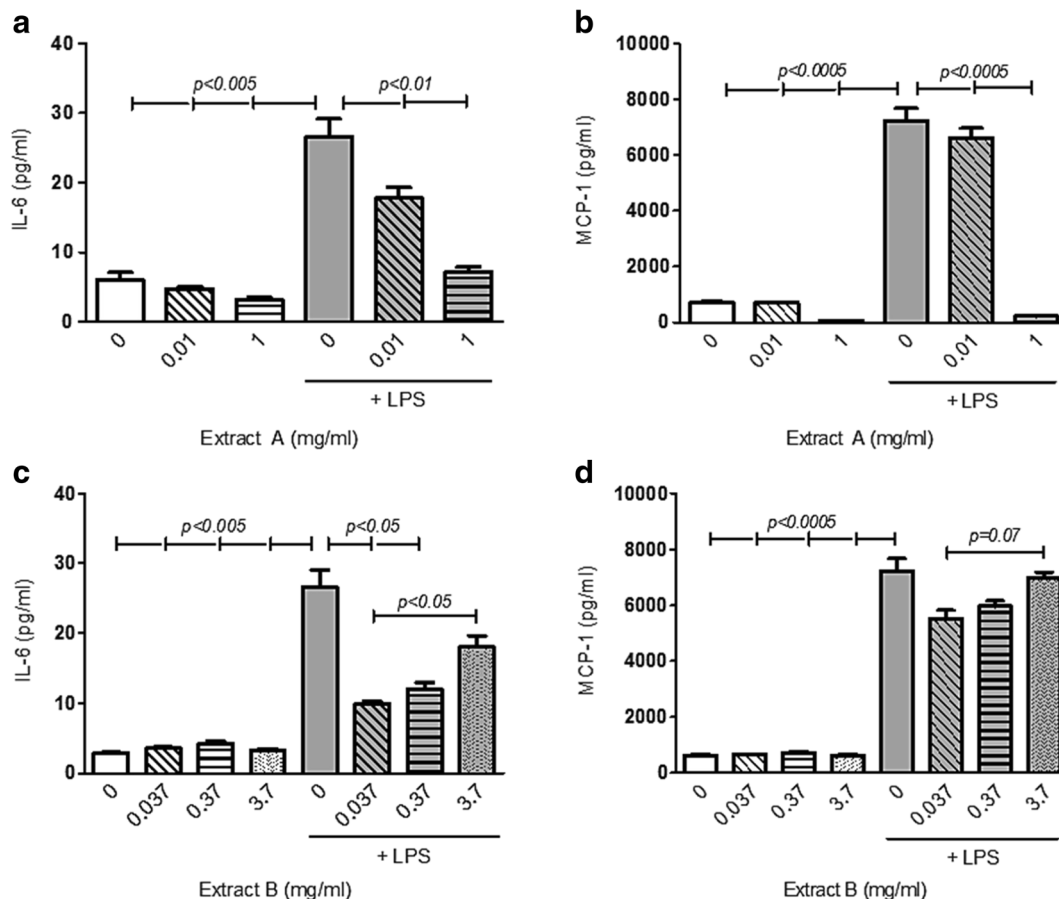 a
40
30
20
10
0
IL-6 (pg/ml)
p<0.005
p<0.01
0
0.01
1
0
0.01
1
+ LPS
Extract A (mg/ml)
b
10000
8000
6000
4000
2000
0
MCP-1 (pg/ml)
p<0.0005
p<0.0005
0
0.01
1
0
0.01
1
+ LPS
Extract A (mg/ml)
c
40
30
20
10
0
IL-6 (pg/ml)
p<0.005
p<0.05
p<0.05
0
0.037
0.37
3.7
0
0.037
0.37
3.7
+ LPS
Extract B (mg/ml)
d
10000
8000
6000
4000
2000
0
MCP-1 (pg/ml)
p<0.0005
p=0.07
0
0.037
0.37
3.7
0
0.037
0.37
3.7
+ LPS
Extract B (mg/ml)